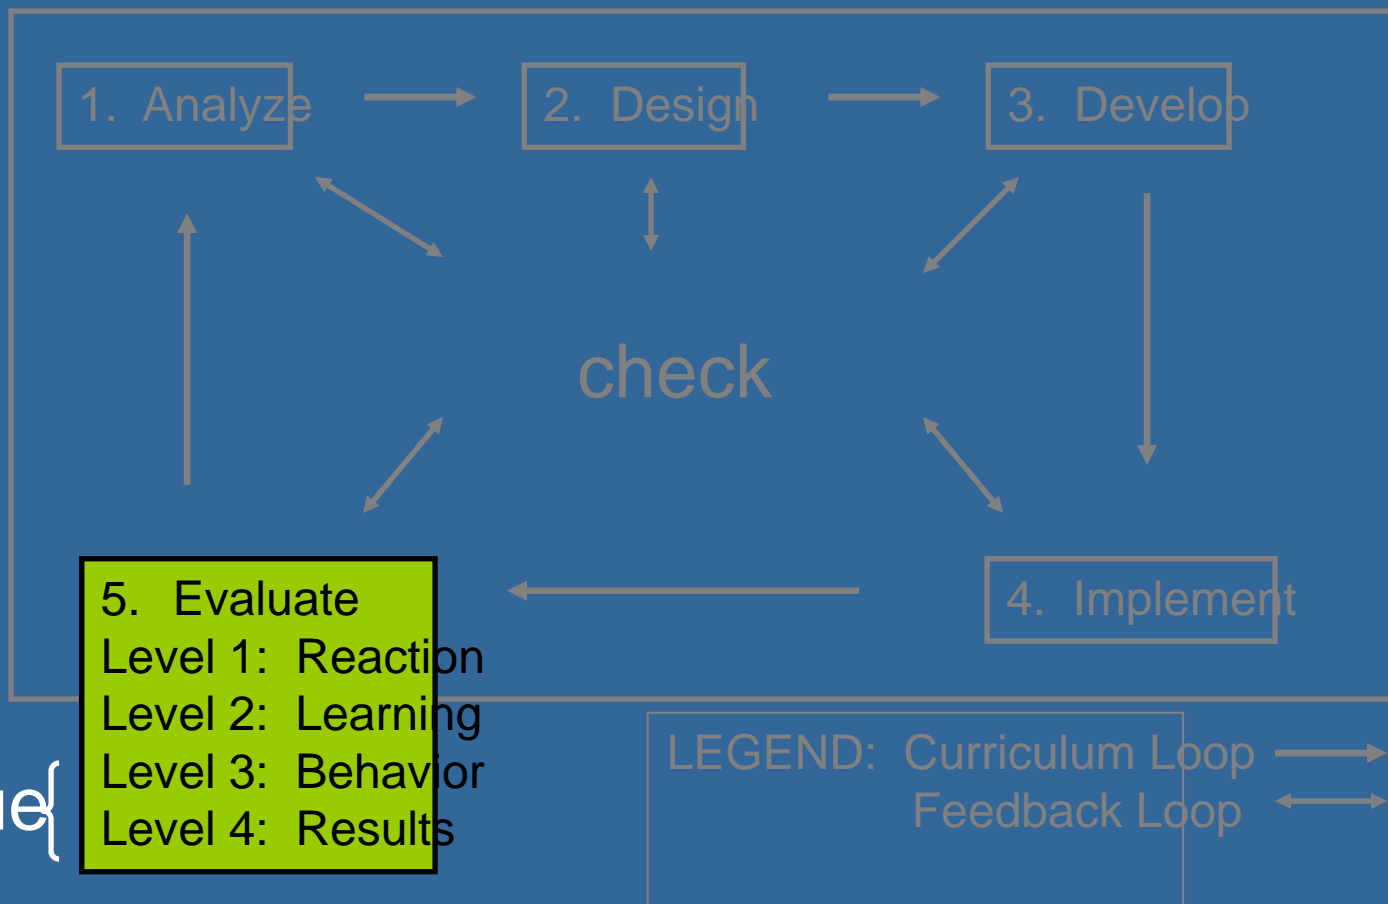 1. Analyze
2. Design
3. Develop
check
5. Evaluate
Level 1: Reaction
Level 2: Learning
Level 3: Behavior
Level 4: Results
4. Implement
LEGEND: Curriculum Loop
Feedback Loop